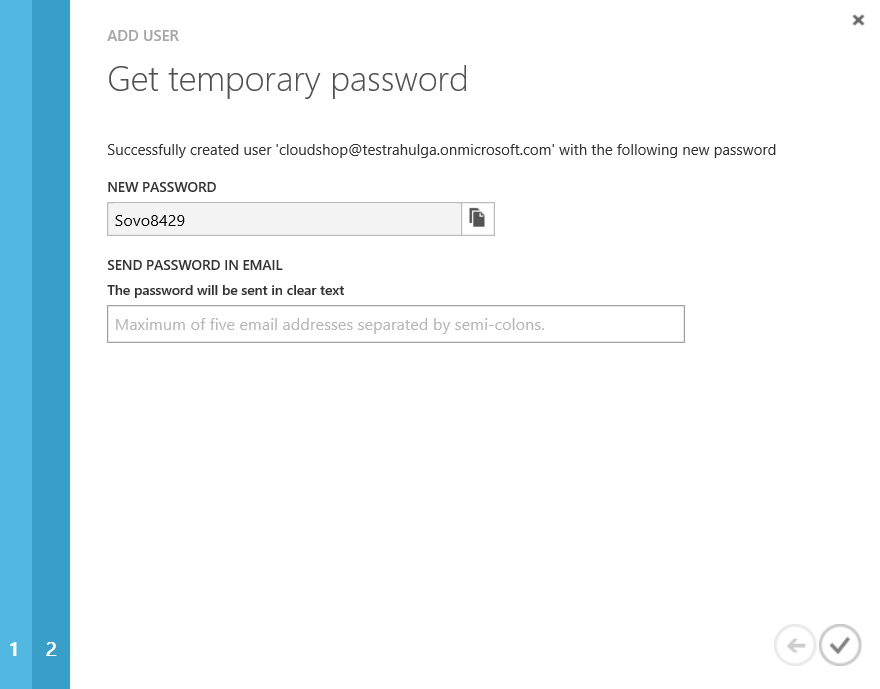 ADD USER
Get temporary password
Successfully created user 'cloudshop@testrahulga.onmicrosoft.com' with the following new password
NEW PASSWORD
Sovo8429
SEND PASSWORD IN EMAIL
The password will be sent in clear text
Maximum of five email addresses separated by semi-colons.
1 2